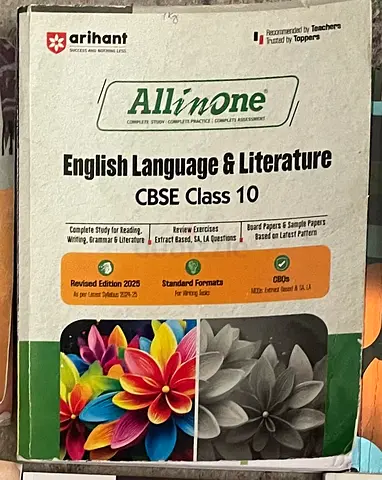 arihant
SUCCESS AND NOTHING LESS
Recommended by Teachers
Trusted by Toppers
All in One
COMPLETE STUDY | COMPLETE PRACTICE | COMPLETE ASSESSMENT
English Language & Literature
CBSE Class 10
Complete Study for Reading,
Writing, Grammar & Literature
Review Exercises
Extract Based, SA, LA Questions
Board Papers & Sample Papers
Based on Latest Pattern
Revised Edition 2025
As per Latest Syllabus 2024-25
Standard Formats
For Writing Tasks
CBQs
MCQs, Extract Based & SA, LA